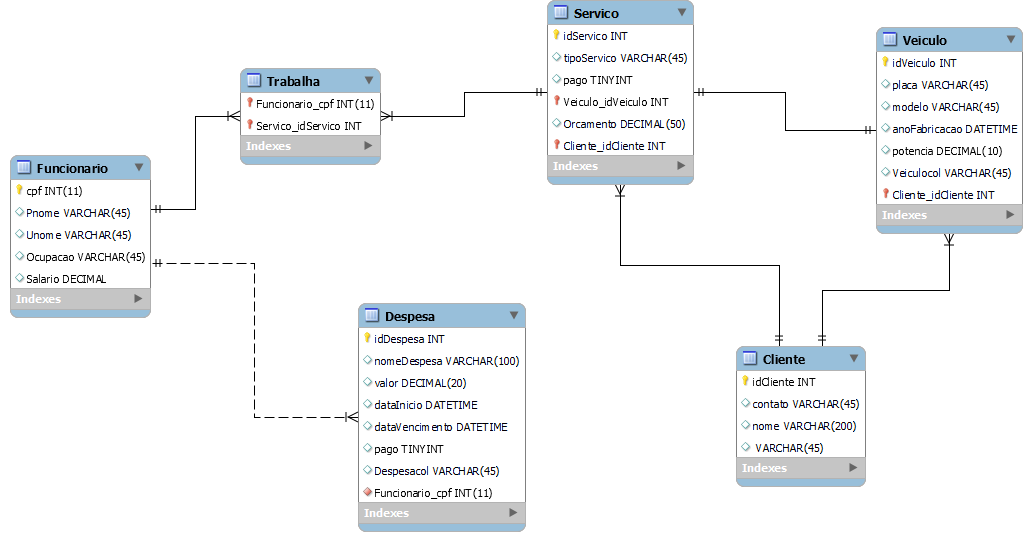 Servico
idServico INT
tipoServico VARCHAR(45)
pago TINYINT
Veiculo_idVeiculo INT
Orcamento DECIMAL(50)
Cliente_idCliente INT
Indexes
Veiculo
idVeiculo INT
placa VARCHAR(45)
modelo VARCHAR(45)
anoFabricacao DATETIME
potencia DECIMAL(10)
Veiculocol VARCHAR(45)
Cliente_idCliente INT
Indexes
Trabalha
Funcionario_cpf INT(11)
Servico_idServico INT
Indexes
Funcionario
cpf INT(11)
Pnome VARCHAR(45)
Unome VARCHAR(45)
Ocupacao VARCHAR(45)
Salario DECIMAL
Indexes
Despesa
idDespesa INT
nomeDespesa VARCHAR(100)
valor DECIMAL(20)
dataInicio DATETIME
dataVencimento DATETIME
pago TINYINT
Despesacol VARCHAR(45)
Funcionario_cpf INT(11)
Indexes
Cliente
idCliente INT
contato VARCHAR(45)
nome VARCHAR(200)
VARCHAR(45)
Indexes